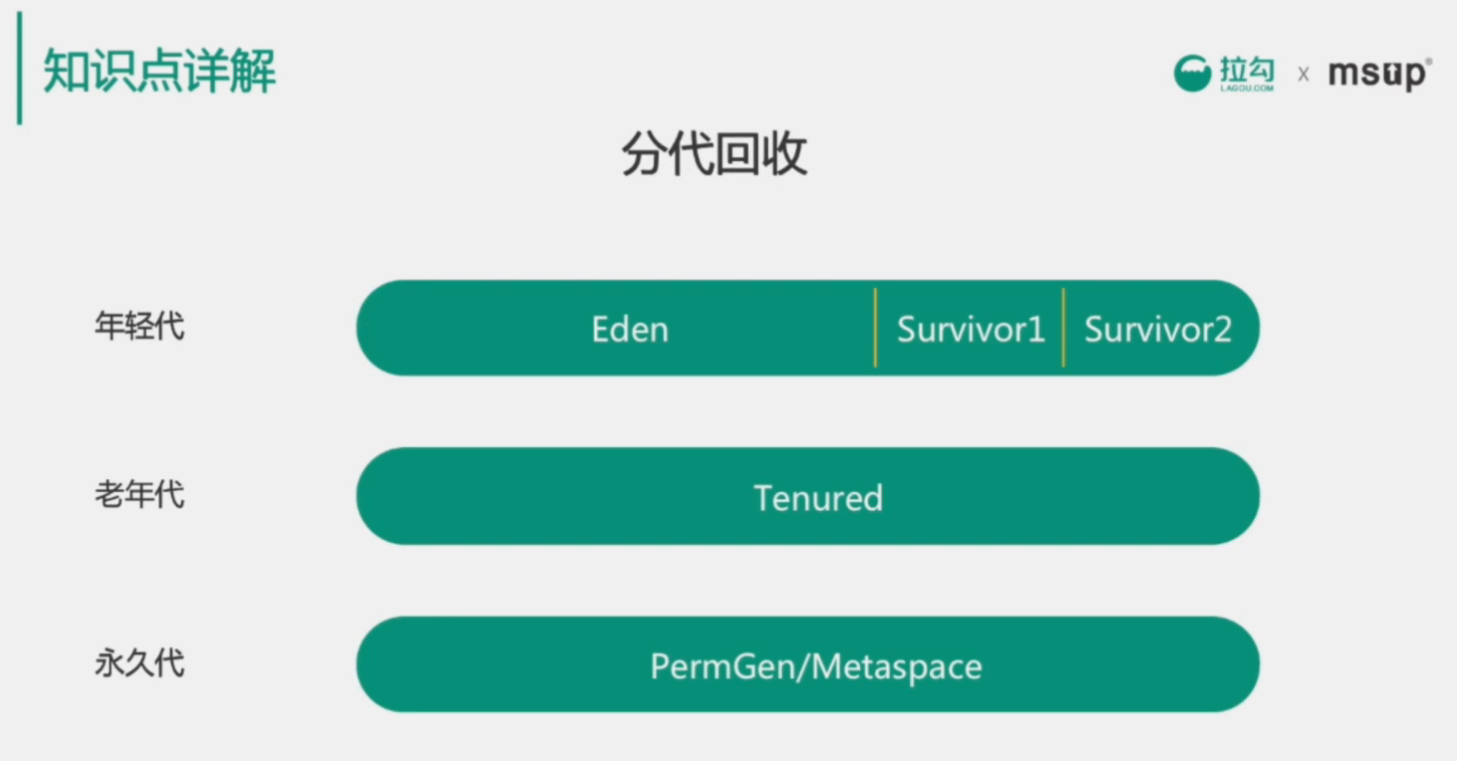 知识点详解
拉勾 x msup®
LAGOU.COM
分代回收
年轻代 Eden Survivor1 Survivor2
老年代 Tenured
永久代 PermGen/Metaspace